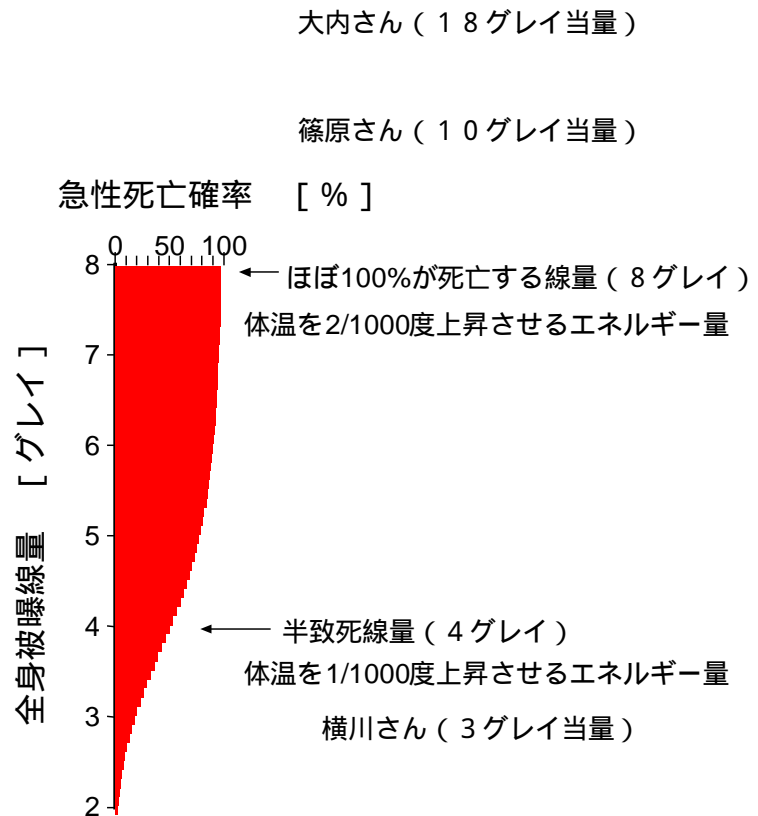 大内さん（１８グレイ当量）
篠原さん（１０グレイ当量）
急性死亡確率　［％］
0 50 100
8
ほぼ100%が死亡する線量（８グレイ）
体温を2/1000度上昇させるエネルギー量
7
6
5
4
半致死線量（４グレイ）
体温を1/1000度上昇させるエネルギー量
3
横川さん（３グレイ当量）
2
全身被曝線量　［グレイ］